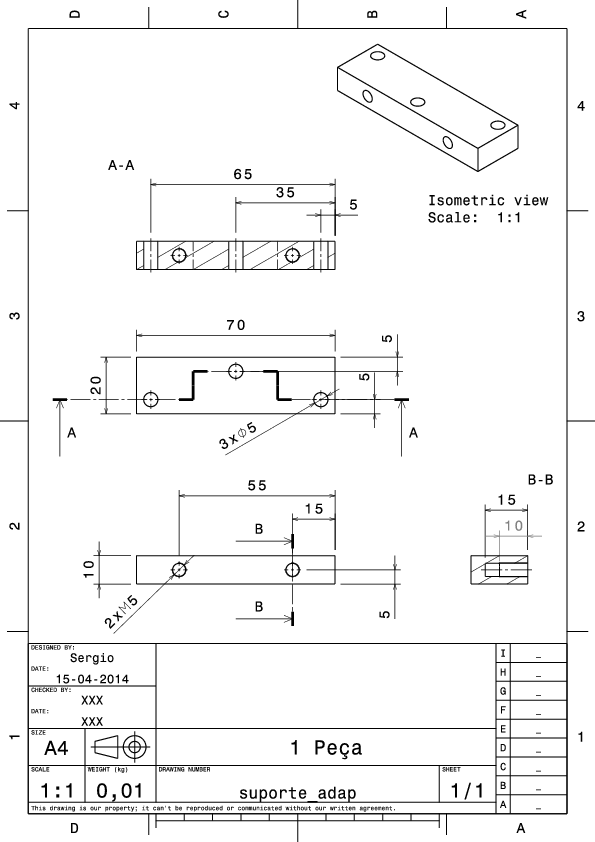 D C B A
4 4
A-A
65
35
5
Isometric view
Scale: 1:1
3 3
70
5
5
20
A A
3xΦ5
B-B
55
15
15
10
B
2 2
10
5
2xM5
B
DESIGNED BY:
Sergio
DATE:
15-04-2014
CHECKED BY:
XXX
DATE:
XXX
SIZE
A4
1 Peça
SCALE
1:1
WEIGHT (kg)
0,01
DRAWING NUMBER
suporte_adap
SHEET
1/1
I _
H _
G _
F _
E _
D _
C _
B _
A _
1 1
This drawing is our property; it can't be reproduced or communicated without our written agreement.
D A